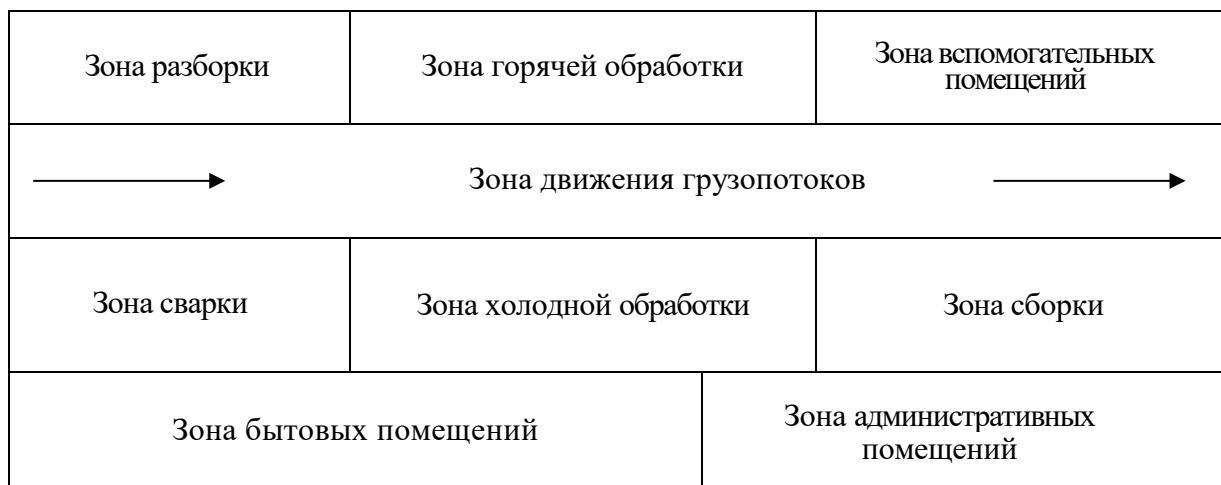 Зона разборки
Зона горячей обработки
Зона вспомогательных
помещений
Зона движения грузопотоков
Зона сварки
Зона холодной обработки
Зона сборки
Зона бытовых помещений
Зона административных
помещений